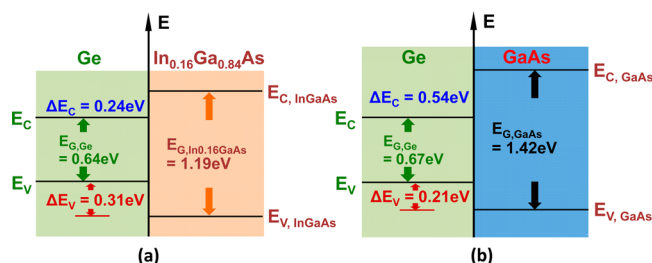 E
Ge
In0.16Ga0.84As
ΔEC = 0.24eV
EC, InGaAs
EC
EG,Ge
= 0.64eV
EG,In0.16GaAs
= 1.19eV
EV
ΔEV = 0.31eV
EV, InGaAs
(a)
E
Ge
GaAs
EC, GaAs
ΔEC = 0.54eV
EC
EG,Ge
= 0.67eV
EG,GaAs
= 1.42eV
EV
ΔEV = 0.21eV
EV, GaAs
(b)